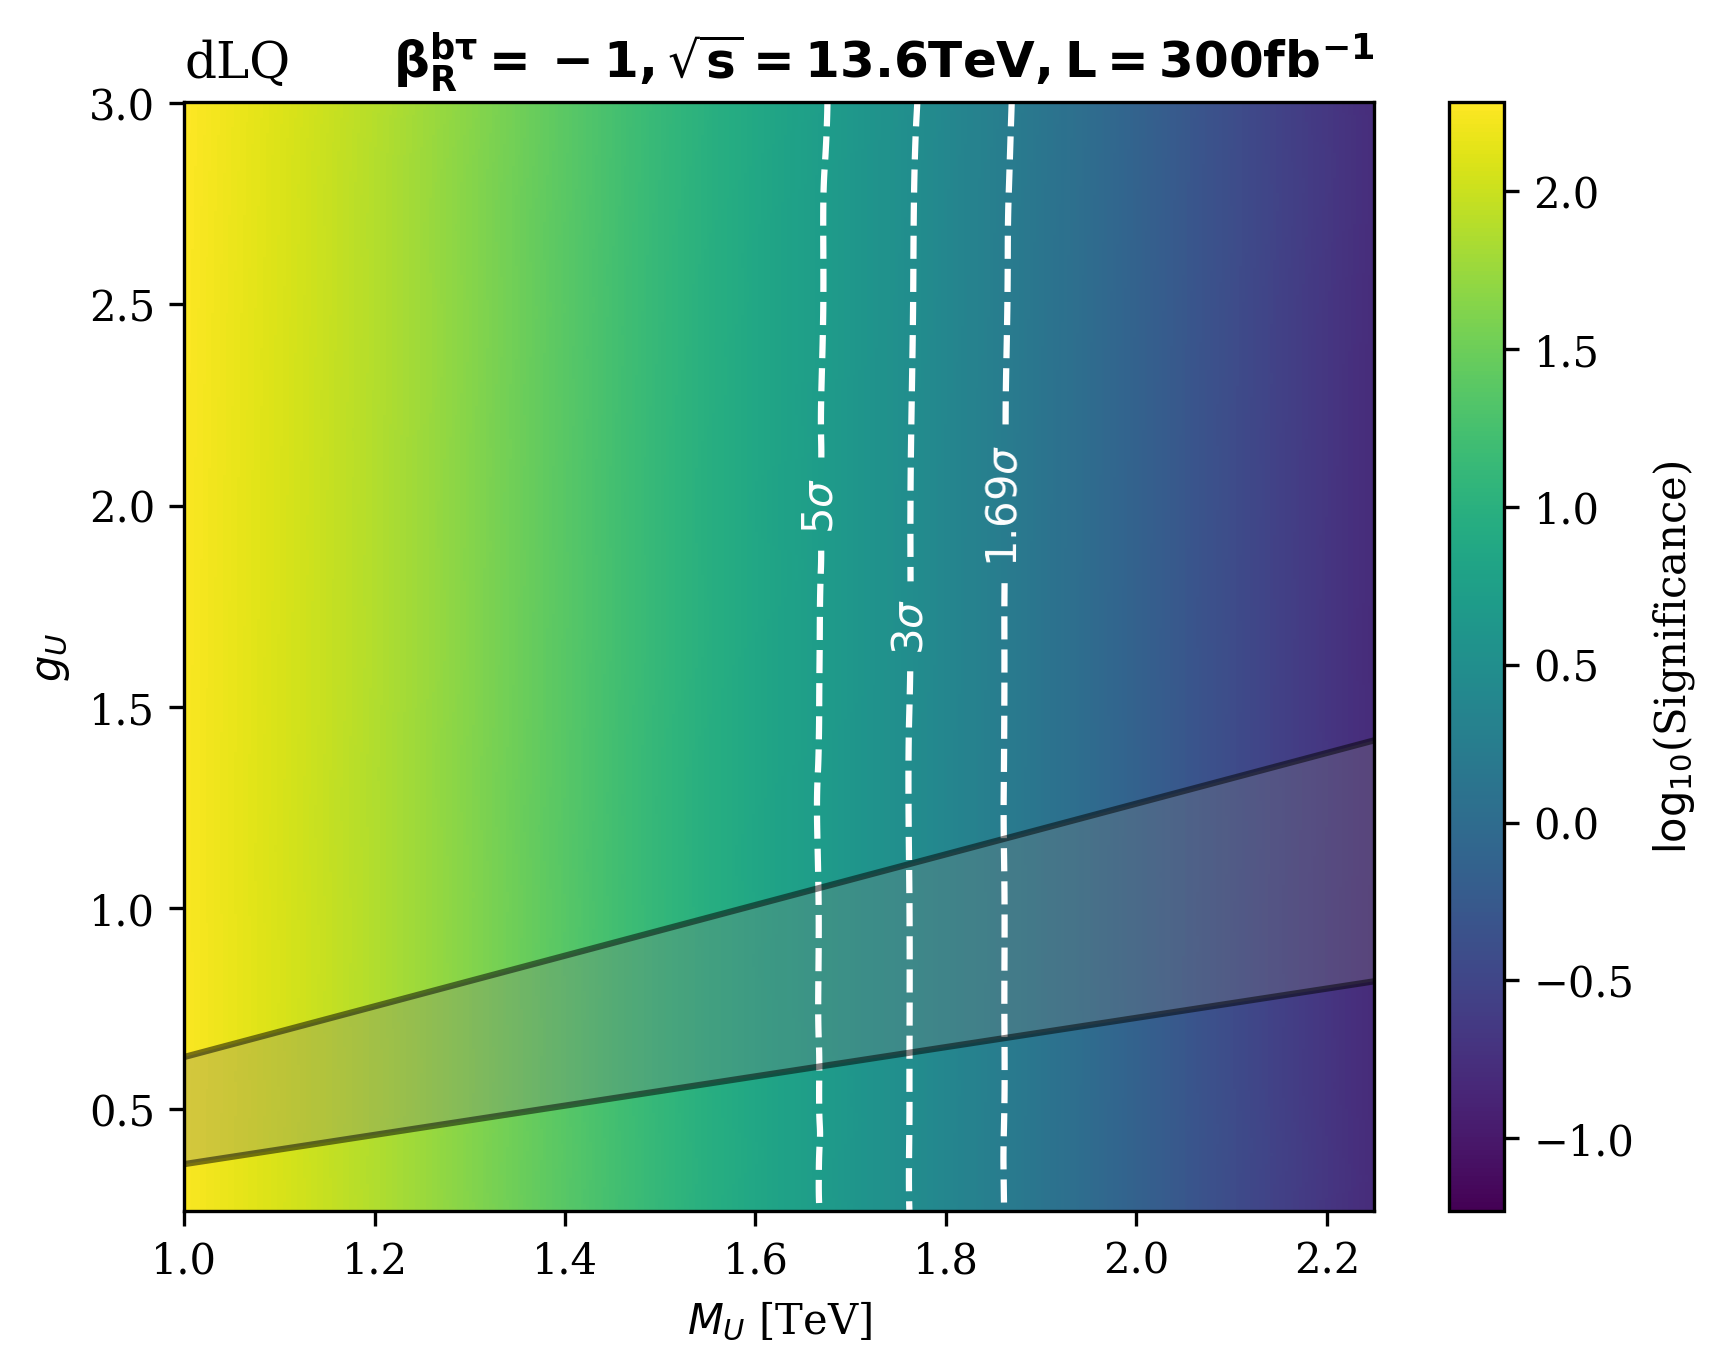 dLQ
β_R^{bτ} = −1, √s = 13.6TeV, L = 300fb⁻¹
3.0
2.5
2.0
1.5
1.0
0.5
g_U
5σ
3σ
1.69σ
1.0 1.2 1.4 1.6 1.8 2.0 2.2
M_U [TeV]
2.0
1.5
1.0
0.5
0.0
−0.5
−1.0
log₁₀(Significance)